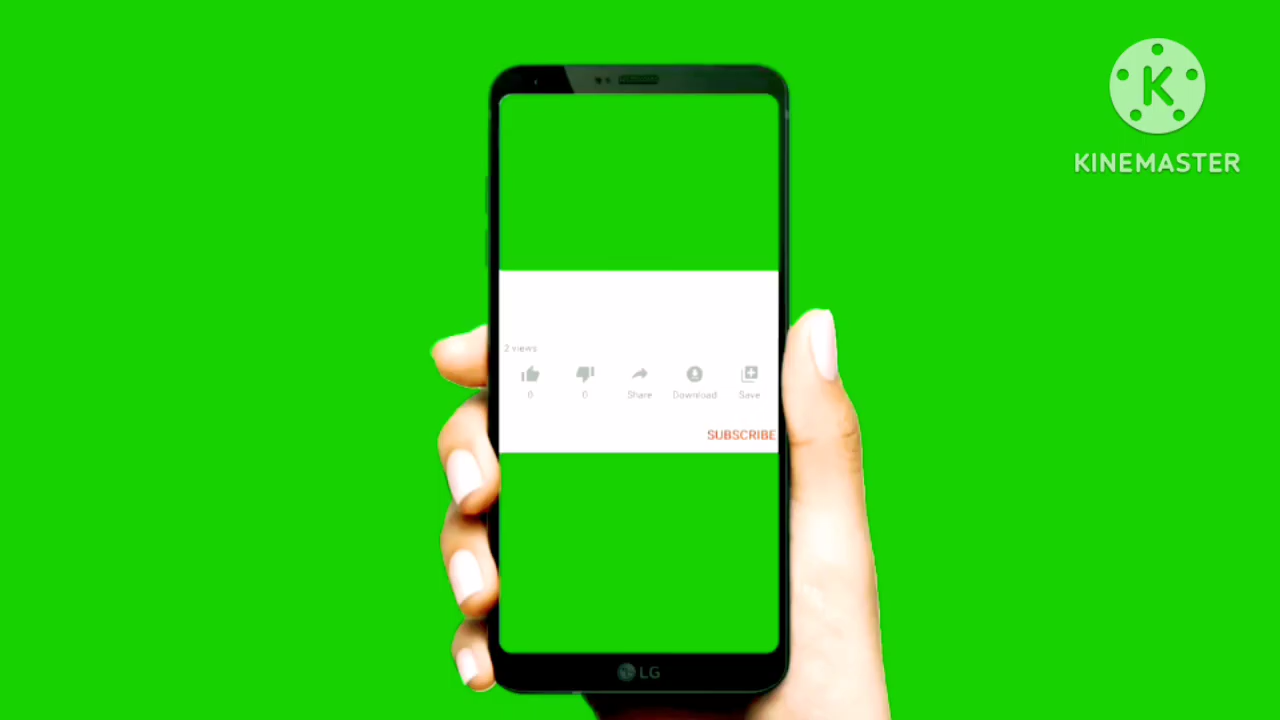 K
KINEMASTER
2 views
0 0 Share Download Save
SUBSCRIBE
LG